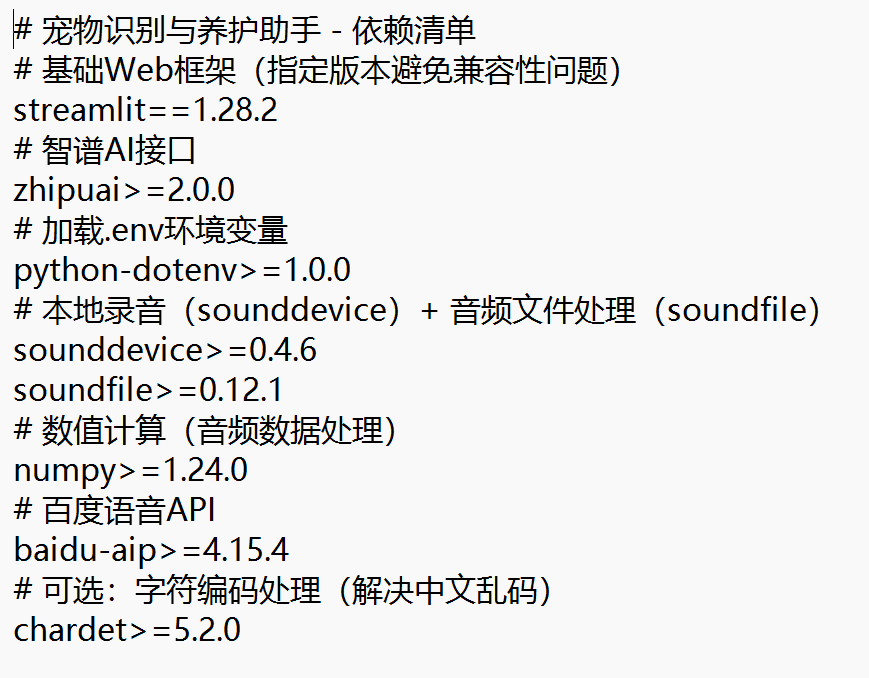 # 宠物识别与养护助手 - 依赖清单
# 基础Web框架（指定版本避免兼容性问题）
streamlit==1.28.2
# 智谱AI接口
zhipuai>=2.0.0
# 加载.env环境变量
python-dotenv>=1.0.0
# 本地录音（sounddevice）+ 音频文件处理（soundfile）
sounddevice>=0.4.6
soundfile>=0.12.1
# 数值计算（音频数据处理）
numpy>=1.24.0
# 百度语音API
baidu-aip>=4.15.4
# 可选：字符编码处理（解决中文乱码）
chardet>=5.2.0